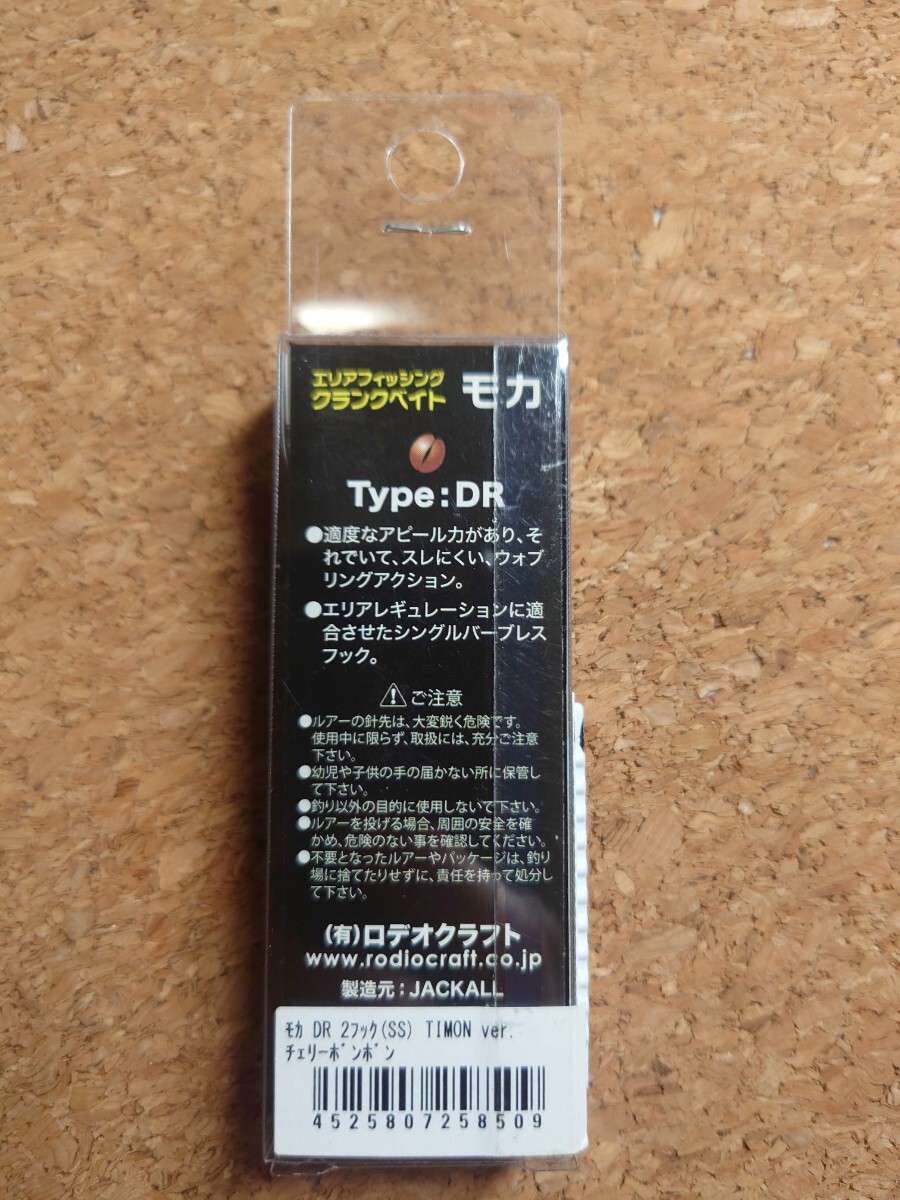 エリアフィッシング
クランクベイト モカ
Type:DR
●適度なアピール力があり、そ
れでいて、スレにくい、ウォブ
リングアクション。
●エリアレギュレーションに適
合させたシングルバーブレス
フック。
⚠ご注意
●ルアーの針先は、大変鋭く危険です。
使用中に限らず、取扱には、充分ご注意
下さい。
●幼児や子供の手の届かない所に保管し
て下さい。
●釣り以外の目的に使用しないで下さい。
●ルアーを投げる場合、周囲の安全を確
かめ、危険のない事を確認してください。
●不要となったルアーやパッケージは、釣り
場に捨てたりせずに、責任を持って処分し
て下さい。
(有)ロデオクラフト
www.rodiocraft.co.jp
製造元:JACKALL
ﾓｶ DR 2ﾌｯｸ(SS) TIMON ver.
ﾁｪﾘｰﾎﾞﾝﾎﾞﾝ
4525807258509